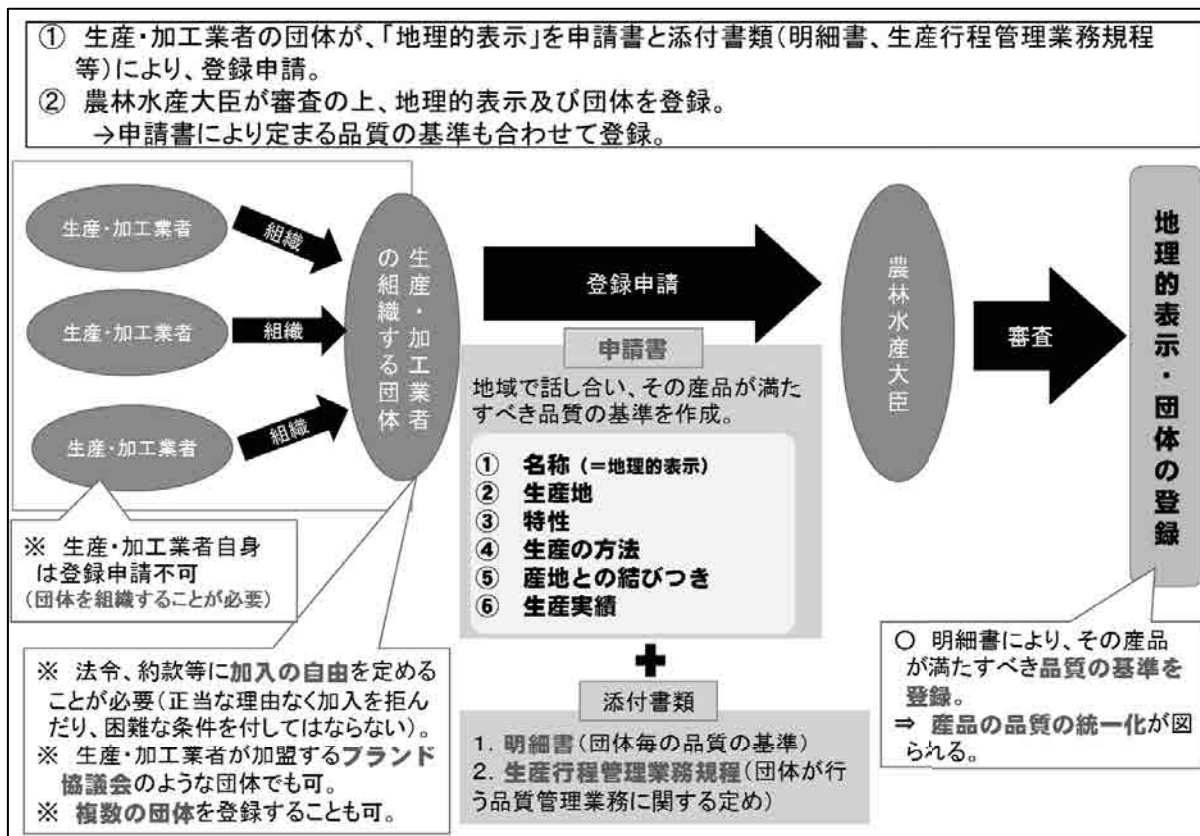 ① 生産・加工業者の団体が、「地理的表示」を申請書と添付書類(明細書、生産行程管理業務規程
等)により、登録申請。
② 農林水産大臣が審査の上、地理的表示及び団体を登録。
→申請書により定まる品質の基準も合わせて登録。
生産・加工業者
組織
生産・加工業者
組織
生産・加工業者
組織
生産・加工業者
の組織する団体
登録申請
農林水産大臣
審査
地理的表示・団体の登録
申請書
地域で話し合い、その産品が満た
すべき品質の基準を作成。
① 名称(=地理的表示)
② 生産地
③ 特性
④ 生産の方法
⑤ 産地との結びつき
⑥ 生産実績
添付書類
1. 明細書(団体毎の品質の基準)
2. 生産行程管理業務規程(団体が行
う品質管理業務に関する定め)
※ 生産・加工業者自身
は登録申請不可
(団体を組織することが必要)
※ 法令、約款等に加入の自由を定める
ことが必要(正当な理由なく加入を拒ん
だり、困難な条件を付してはならない)。
※ 生産・加工業者が加盟するブランド
協議会のような団体でも可。
※ 複数の団体を登録することも可。
○ 明細書により、その産品
が満たすべき品質の基準を
登録。
⇒ 産品の品質の統一化が図
られる。